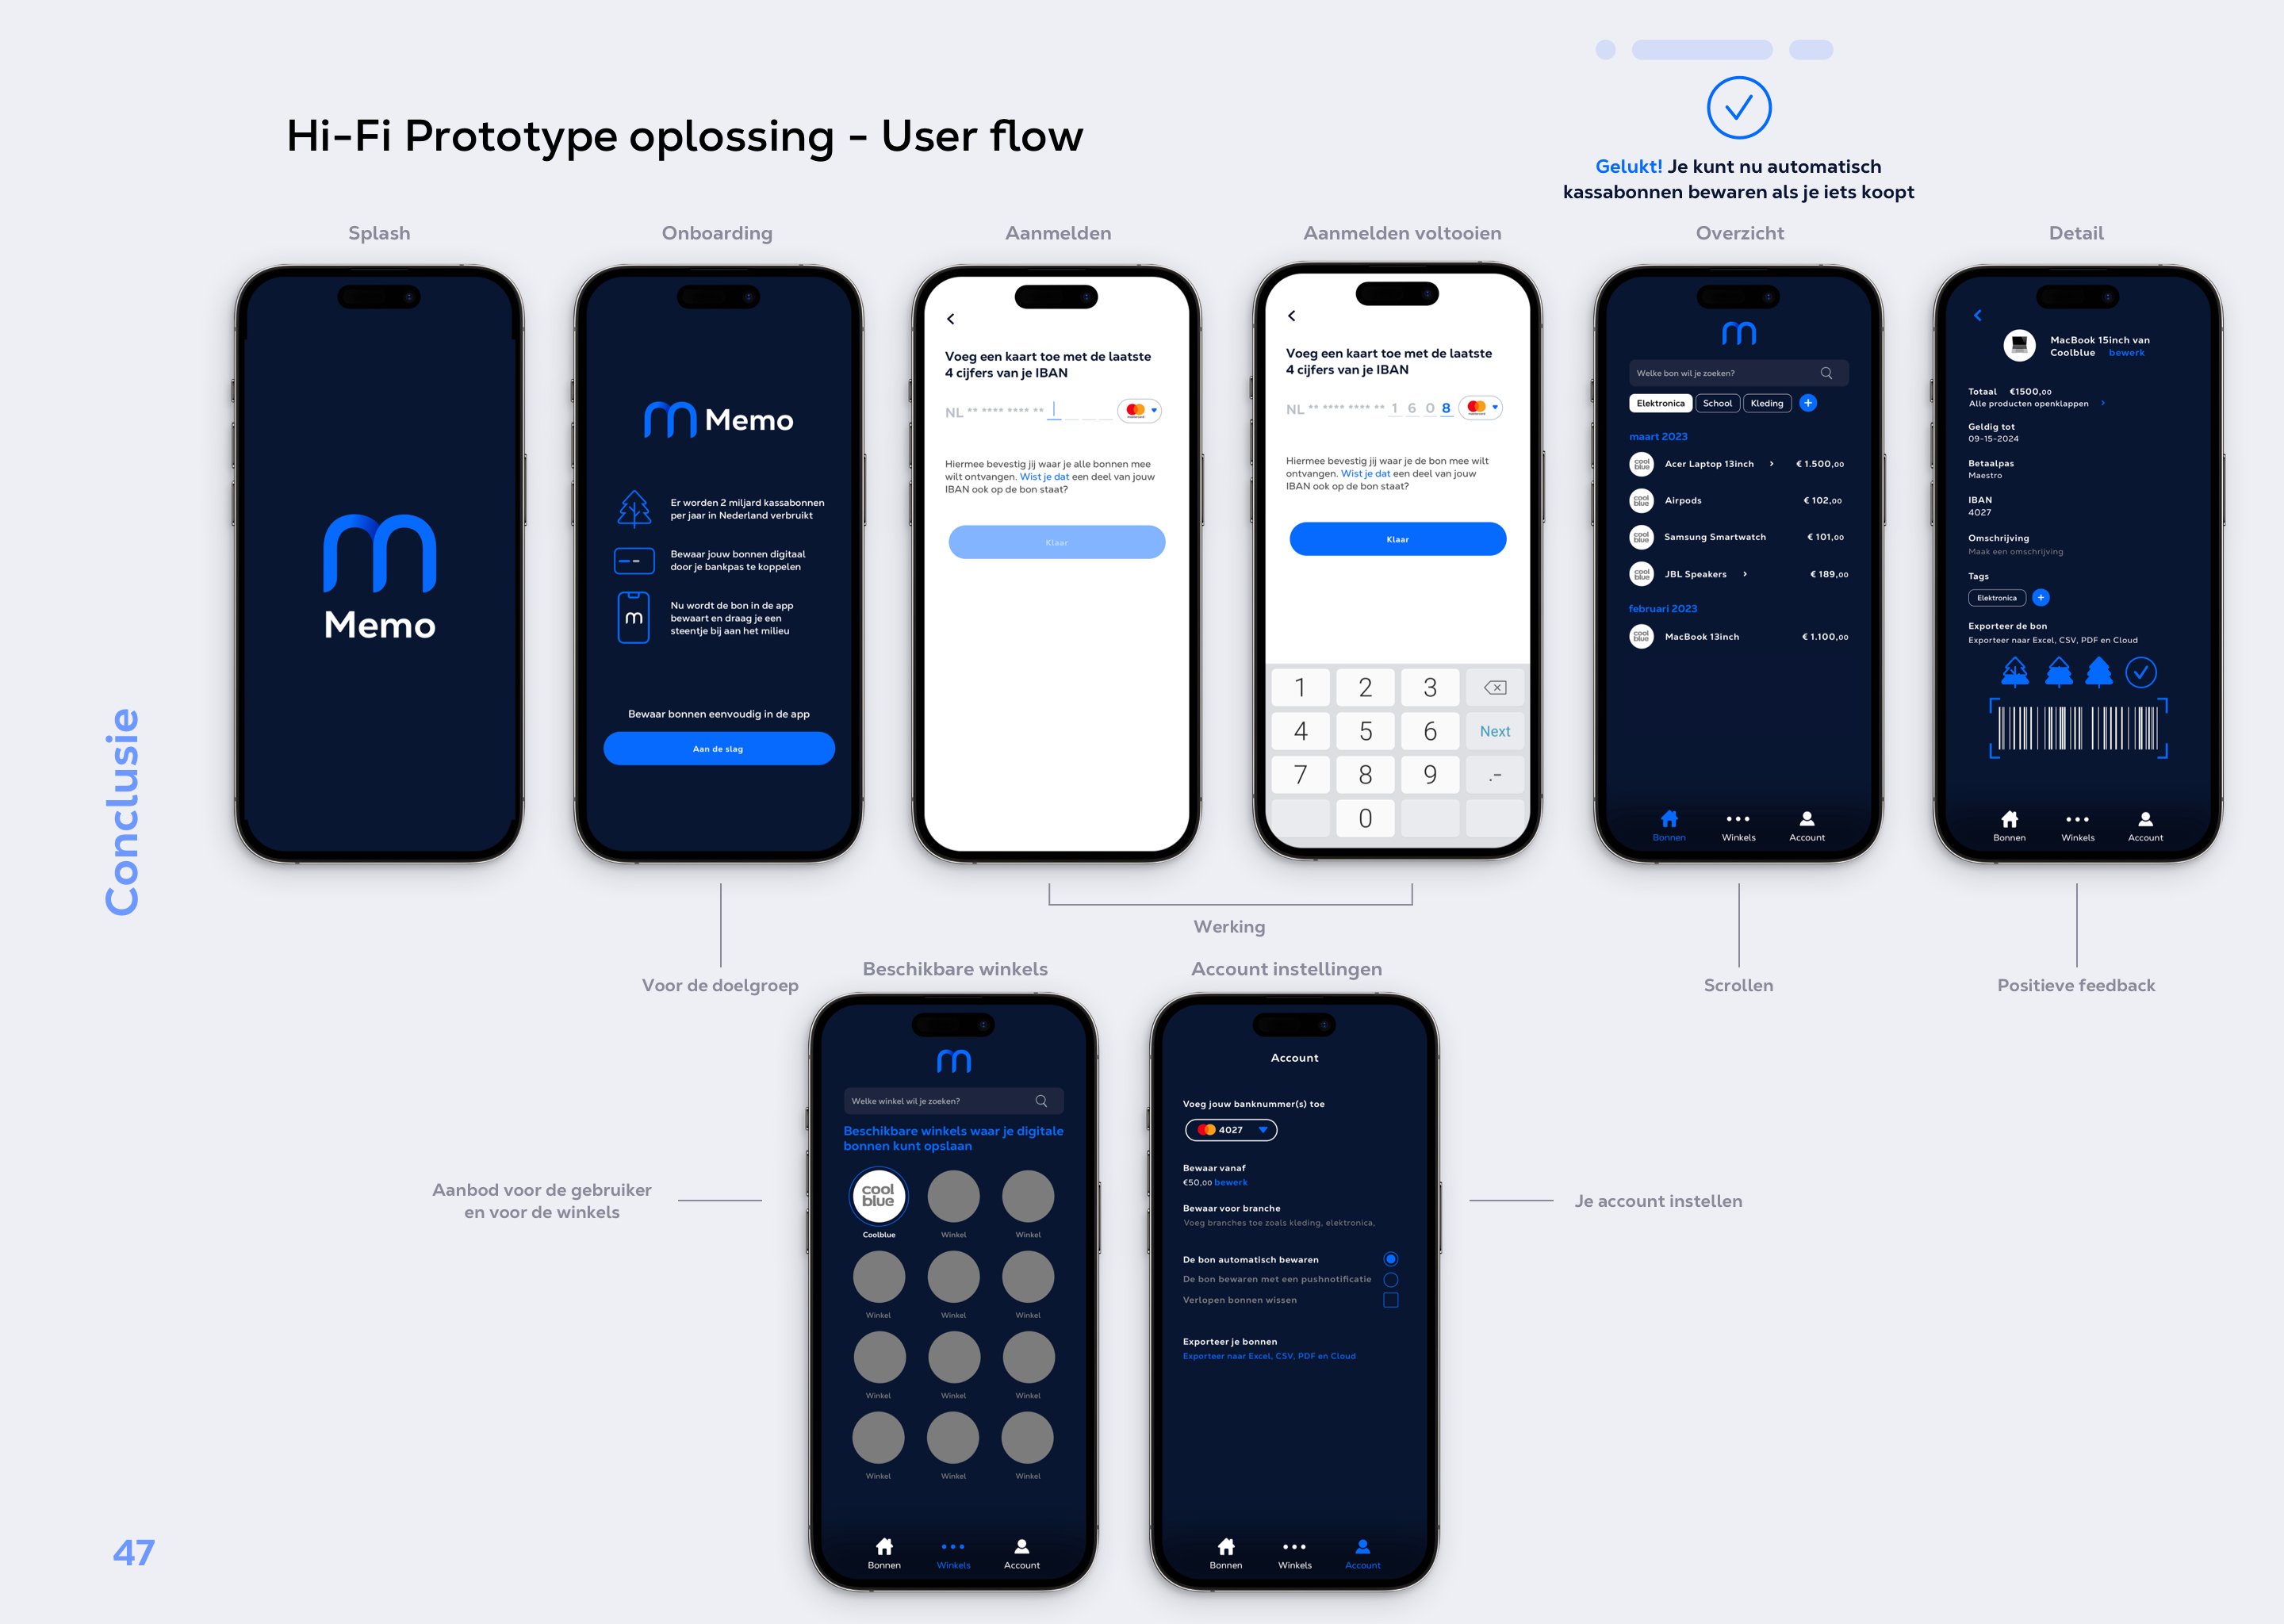 Hi-Fi Prototype oplossing - User flow
Gelukt! Je kunt nu automatisch
kassabonnen bewaren als je iets koopt
Conclusie
47
Splash
Memo
Onboarding
Memo
Er worden 2 miljard kassabonnen
per jaar in Nederland verbruikt
Bewaar jouw bonnen digitaal
door je bankpas te koppelen
Nu wordt de bon in de app
bewaart en draag je een
steentje bij aan het milieu
Bewaar bonnen eenvoudig in de app
Aan de slag
Voor de doelgroep
Aanmelden
Voeg een kaart toe met de laatste
4 cijfers van je IBAN
NL ** **** **** **
Hiermee bevestig jij waar je alle bonnen mee
wilt ontvangen. Wist je dat een deel van jouw
IBAN ook op de bon staat?
Klaar
Aanmelden voltooien
Voeg een kaart toe met de laatste
4 cijfers van je IBAN
NL ** **** **** ** 1 6 0 8
Hiermee bevestig jij waar je de bon mee wilt
ontvangen. Wist je dat een deel van jouw
IBAN ook op de bon staat?
Klaar
1 2 3
4 5 6 Next
7 8 9 .-
0
Werking
Overzicht
Welke bon wil je zoeken?
Elektronica School Kleding +
maart 2023
cool
blue
Acer Laptop 13inch > € 1.500,00
cool
blue
Airpods € 102,00
cool
blue
Samsung Smartwatch € 101,00
cool
blue
JBL Speakers > € 189,00
februari 2023
cool
blue
MacBook 13inch € 1.100,00
Bonnen Winkels Account
Scrollen
Detail
MacBook 15inch van
Coolblue bewerk
Totaal €1500,00
Alle producten openklappen >
Geldig tot
09-15-2024
Betaalpas
Maestro
IBAN
4027
Omschrijving
Maak een omschrijving
Tags
Elektronica +
Exporteer de bon
Exporteer naar Excel, CSV, PDF en Cloud
Bonnen Winkels Account
Positieve feedback
Beschikbare winkels
Welke winkel wil je zoeken?
Beschikbare winkels waar je digitale
bonnen kunt opslaan
cool
blue
Coolblue Winkel Winkel
Winkel Winkel Winkel
Winkel Winkel Winkel
Winkel Winkel Winkel
Bonnen Winkels Account
Aanbod voor de gebruiker
en voor de winkels
Account instellingen
Account
Voeg jouw banknummer(s) toe
4027
Bewaar vanaf
€50,00 bewerk
Bewaar voor branche
Voeg branches toe zoals kleding, elektronica,
De bon automatisch bewaren
De bon bewaren met een pushnotificatie
Verlopen bonnen wissen
Exporteer je bonnen
Exporteer naar Excel, CSV, PDF en Cloud
Bonnen Winkels Account
Je account instellen